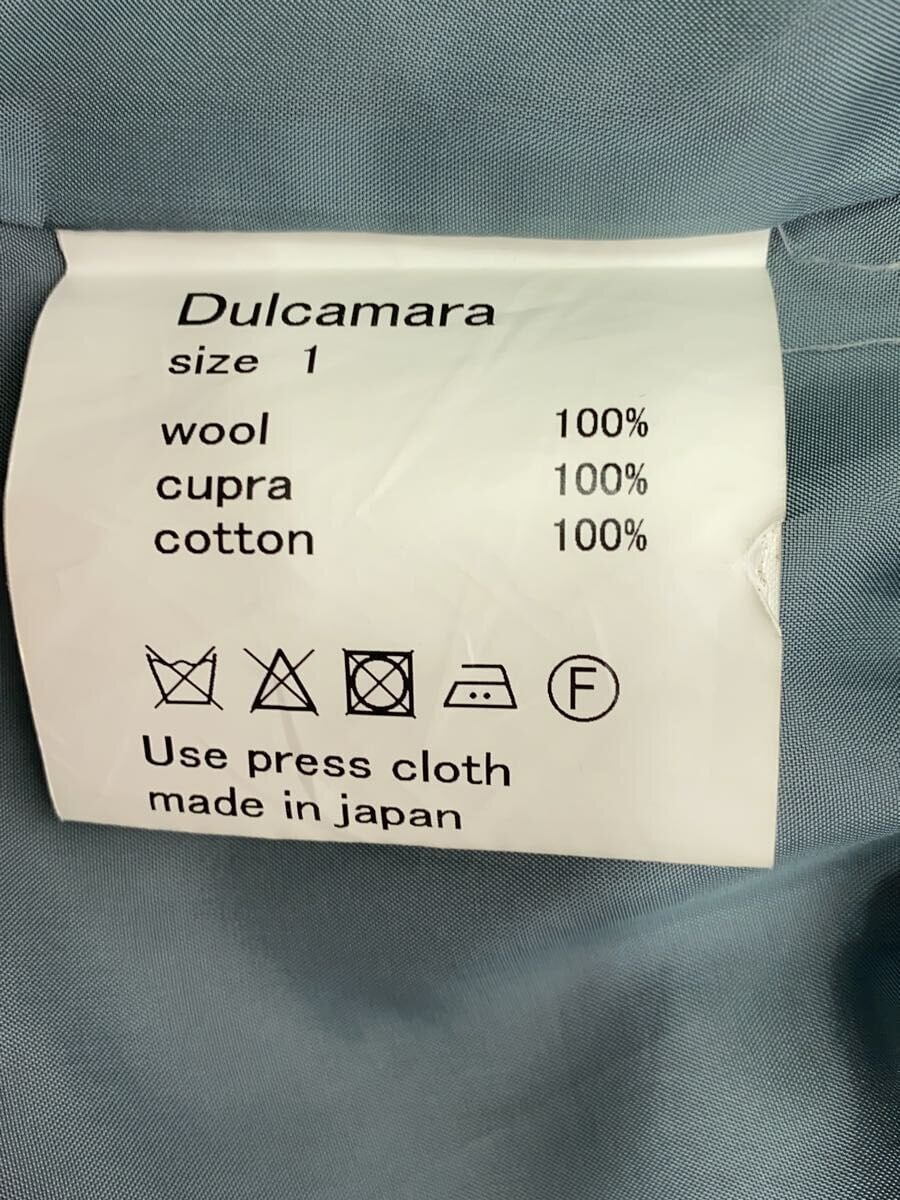 Dulcamara
size 1
wool 100%
cupra 100%
cotton 100%
F
Use press cloth
made in japan